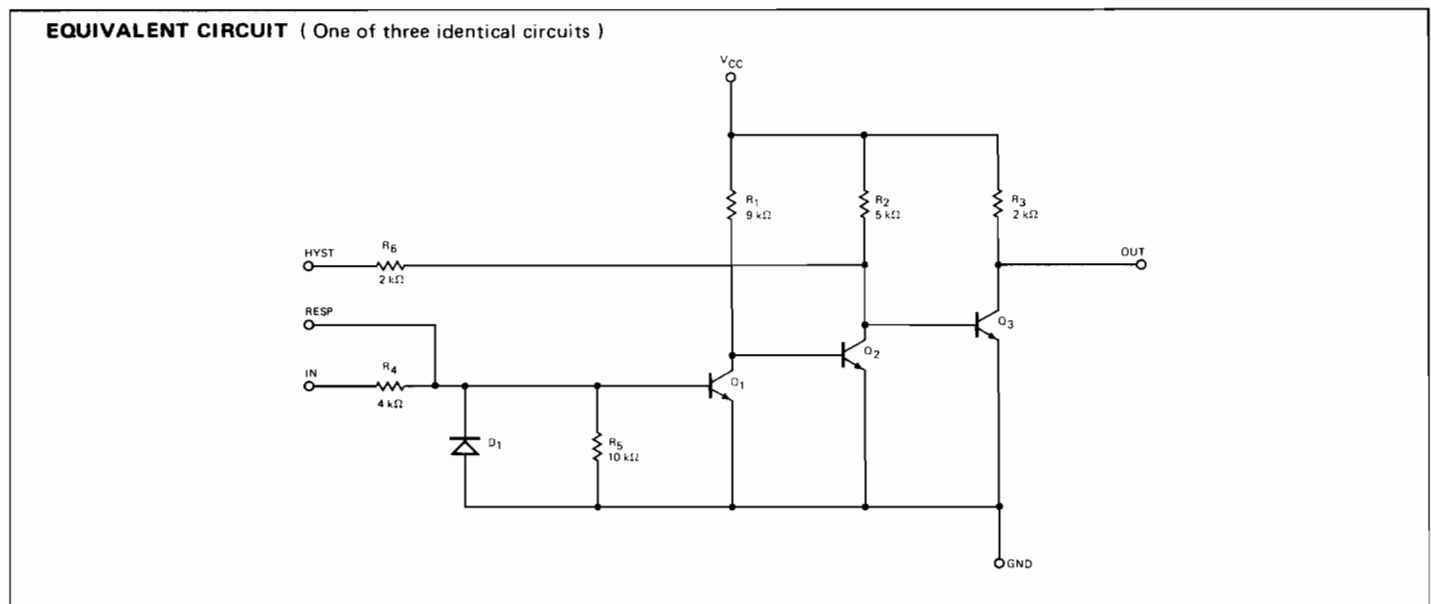 EQUIVALENT CIRCUIT ( One of three identical circuits )
VCC
R1
9 kΩ
R2
5 kΩ
R3
2 kΩ
HYST
R6
2 kΩ
OUT
RESP
Q3
Q2
IN
R4
4 kΩ
Q1
D1
R5
10 kΩ
GND